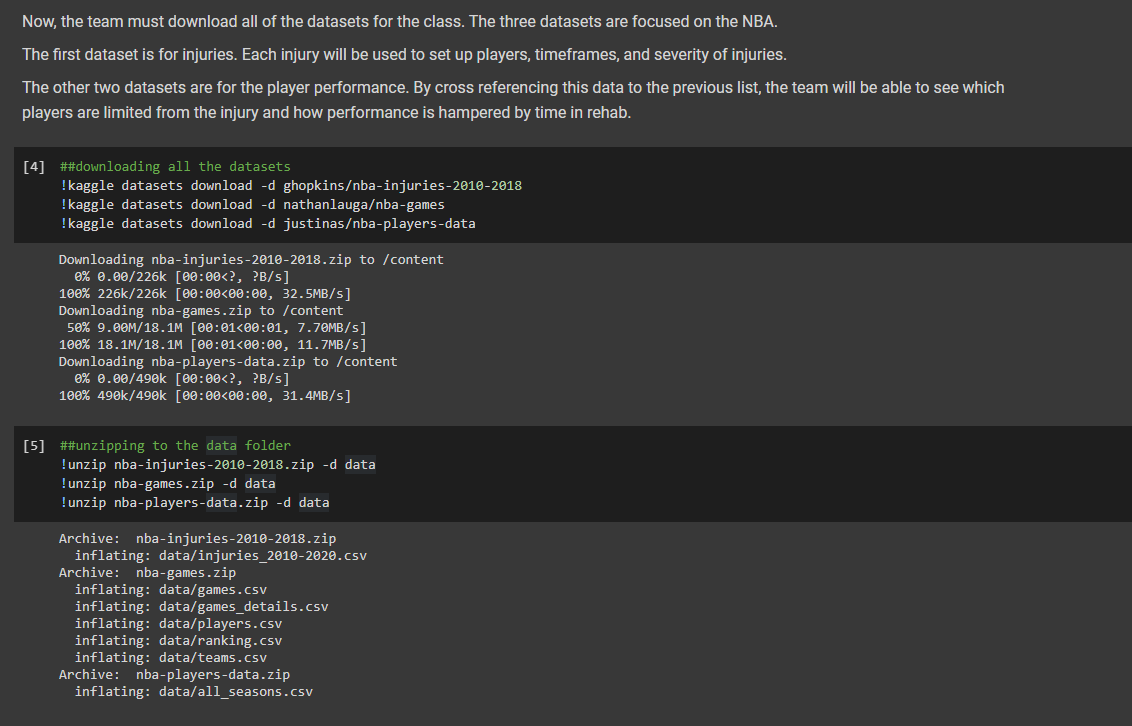 Now, the team must download all of the datasets for the class. The three datasets are focused on the NBA.
The first dataset is for injuries. Each injury will be used to set up players, timeframes, and severity of injuries.
The other two datasets are for the player performance. By cross referencing this data to the previous list, the team will be able to see which
players are limited from the injury and how performance is hampered by time in rehab.
[4] ##downloading all the datasets
!kaggle datasets download -d ghopkins/nba-injuries-2010-2018
!kaggle datasets download -d nathanlauga/nba-games
!kaggle datasets download -d justinas/nba-players-data
Downloading nba-injuries-2010-2018.zip to /content
0% 0.00/226k [00:00<?, ?B/s]
100% 226k/226k [00:00<00:00, 32.5MB/s]
Downloading nba-games.zip to /content
50% 9.00M/18.1M [00:01<00:01, 7.70MB/s]
100% 18.1M/18.1M [00:01<00:00, 11.7MB/s]
Downloading nba-players-data.zip to /content
0% 0.00/490k [00:00<?, ?B/s]
100% 490k/490k [00:00<00:00, 31.4MB/s]
[5] ##unzipping to the data folder
!unzip nba-injuries-2010-2018.zip -d data
!unzip nba-games.zip -d data
!unzip nba-players-data.zip -d data
Archive:  nba-injuries-2010-2018.zip
inflating: data/injuries_2010-2020.csv
Archive:  nba-games.zip
inflating: data/games.csv
inflating: data/games_details.csv
inflating: data/players.csv
inflating: data/ranking.csv
inflating: data/teams.csv
Archive:  nba-players-data.zip
inflating: data/all_seasons.csv